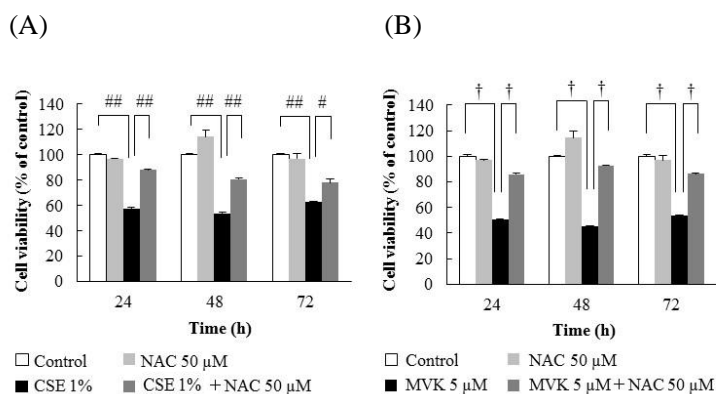 (A)
## ## ## ## ## #
140
120
100
80
60
40
20
0
Cell viability (% of control)
24 48 72
Time (h)
Control NAC 50 µM
CSE 1% CSE 1% +NAC 50 µM
(B)
† † † † † †
140
120
100
80
60
40
20
0
Cell viability (% of control)
24 48 72
Time (h)
Control NAC 50 µM
MVK 5 µM MVK 5 µM+NAC 50 µM